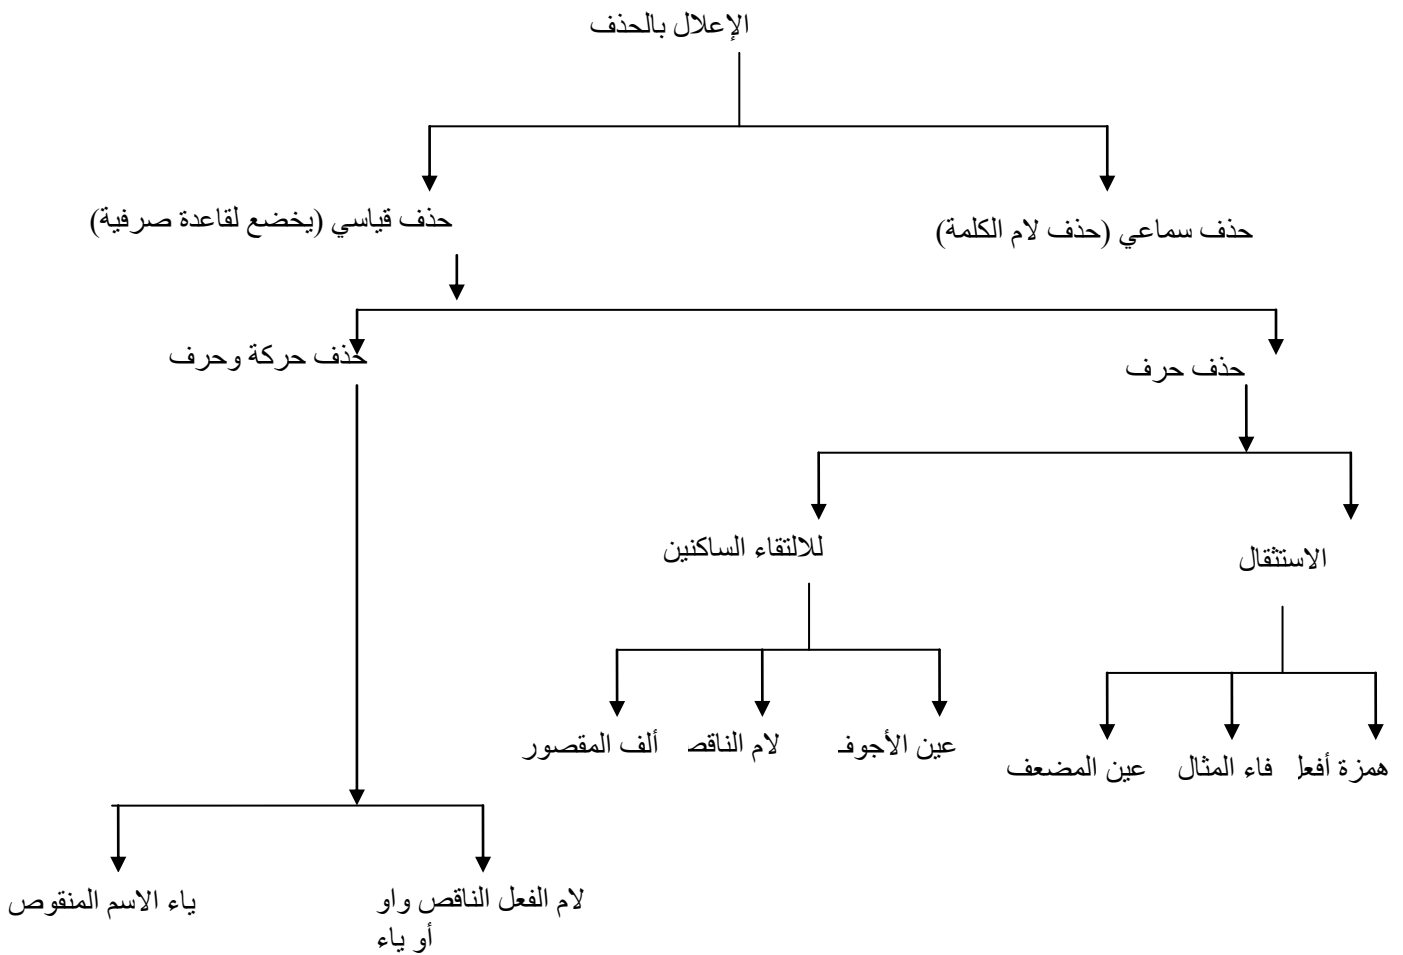 الإعلال بالحذف
حذف سماعي (حذف لام الكلمة)
حذف قياسي (يخضع لقاعدة صرفية)
حذف حرف
حذف حركة وحرف
الاستثقال
للالتقاء الساكنين
همزة أفعل
فاء المثال
عين المضعف
عين الأجوف
لام الناقص
ألف المقصور
لام الفعل الناقص واو
أو ياء
ياء الاسم المنقوص